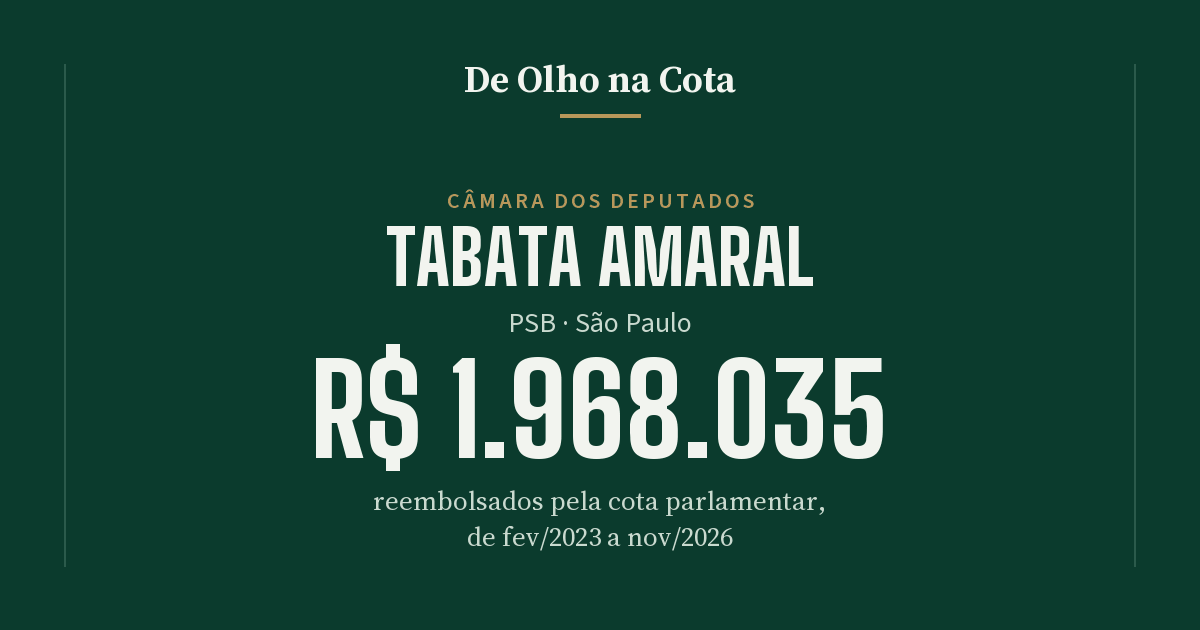 De Olho na Cota
CÂMARA DOS DEPUTADOS
TABATA AMARAL
PSB · São Paulo
R$ 1.968.035
reembolsados pela cota parlamentar,
de fev/2023 a nov/2026